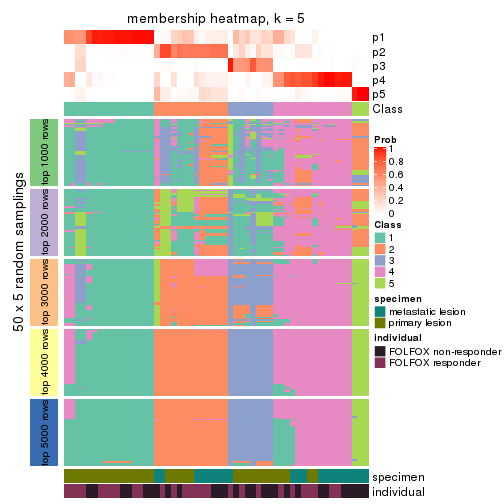 membership heatmap, k = 5
p1
p2
p3
p4
p5
Class
50 x 5 random samplings
top 1000 rows
top 2000 rows
top 3000 rows
top 4000 rows
top 5000 rows
specimen
individual
Prob
1
0.8
0.6
0.4
0.2
0
Class
1
2
3
4
5
specimen
metastatic lesion
primary lesion
individual
FOLFOX non-responder
FOLFOX responder